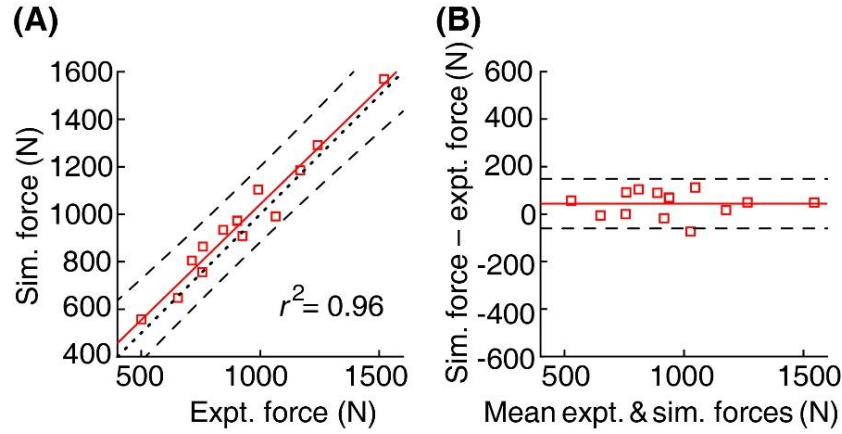 (A)
Sim. force (N)
1600
1400
1200
1000
800
600
400
r² = 0.96
500
1000
1500
Expt. force (N)
(B)
Sim. force – expt. force (N)
600
400
200
0
-200
-400
-600
500
1000
1500
Mean expt. & sim. forces (N)